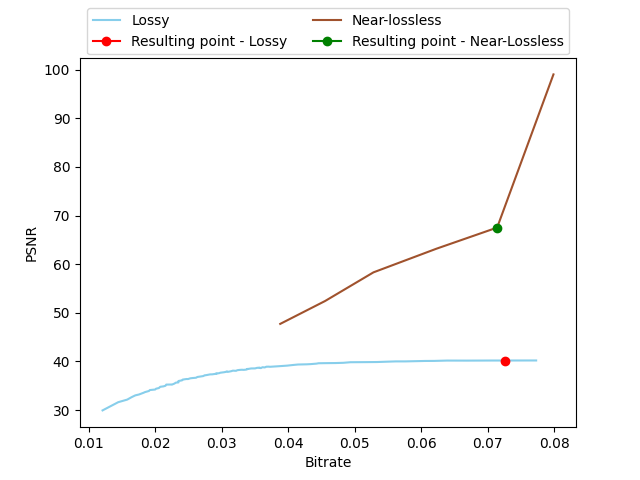 Lossy
Near-lossless
Resulting point - Lossy
Resulting point - Near-Lossless
100
90
80
70
60
50
40
30
PSNR
0.01
0.02
0.03
0.04
0.05
0.06
0.07
0.08
Bitrate